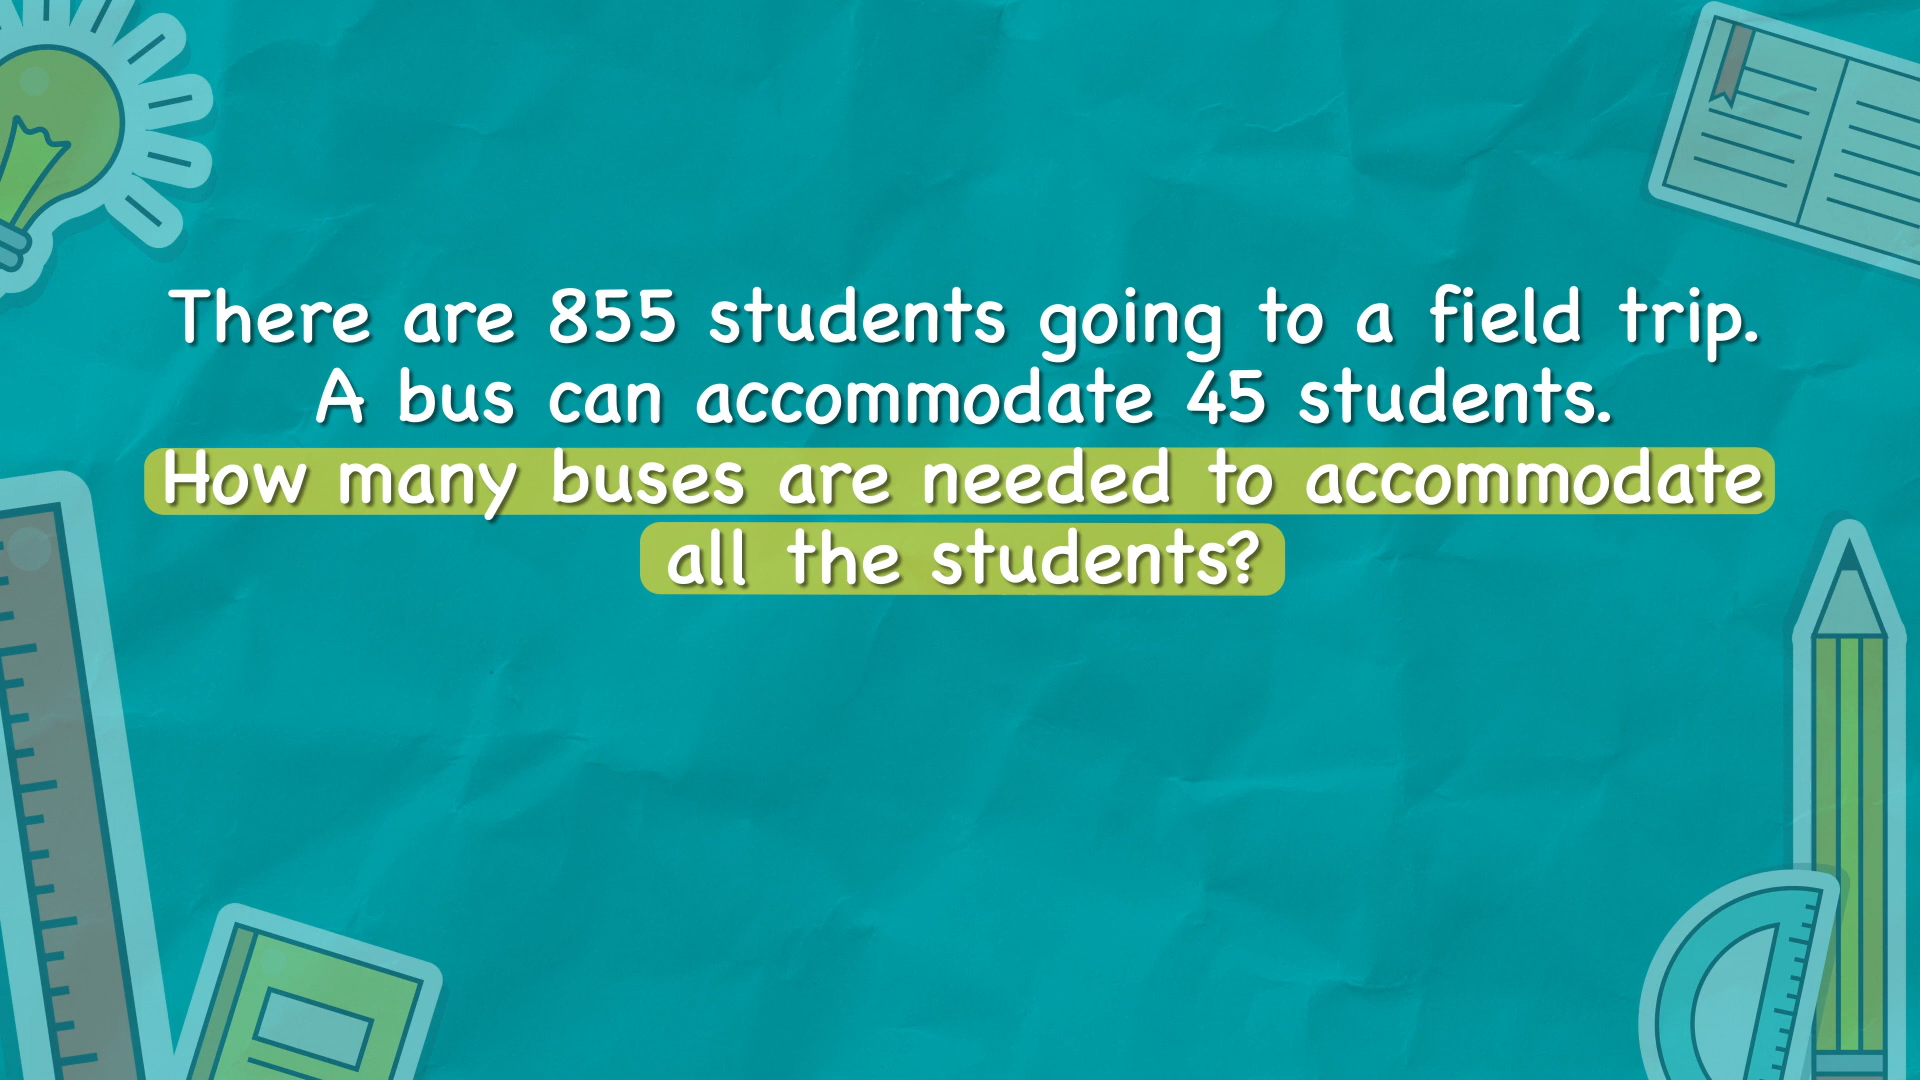 There are 855 students going to a field trip.
A bus can accommodate 45 students.
How many buses are needed to accommodate
all the students?